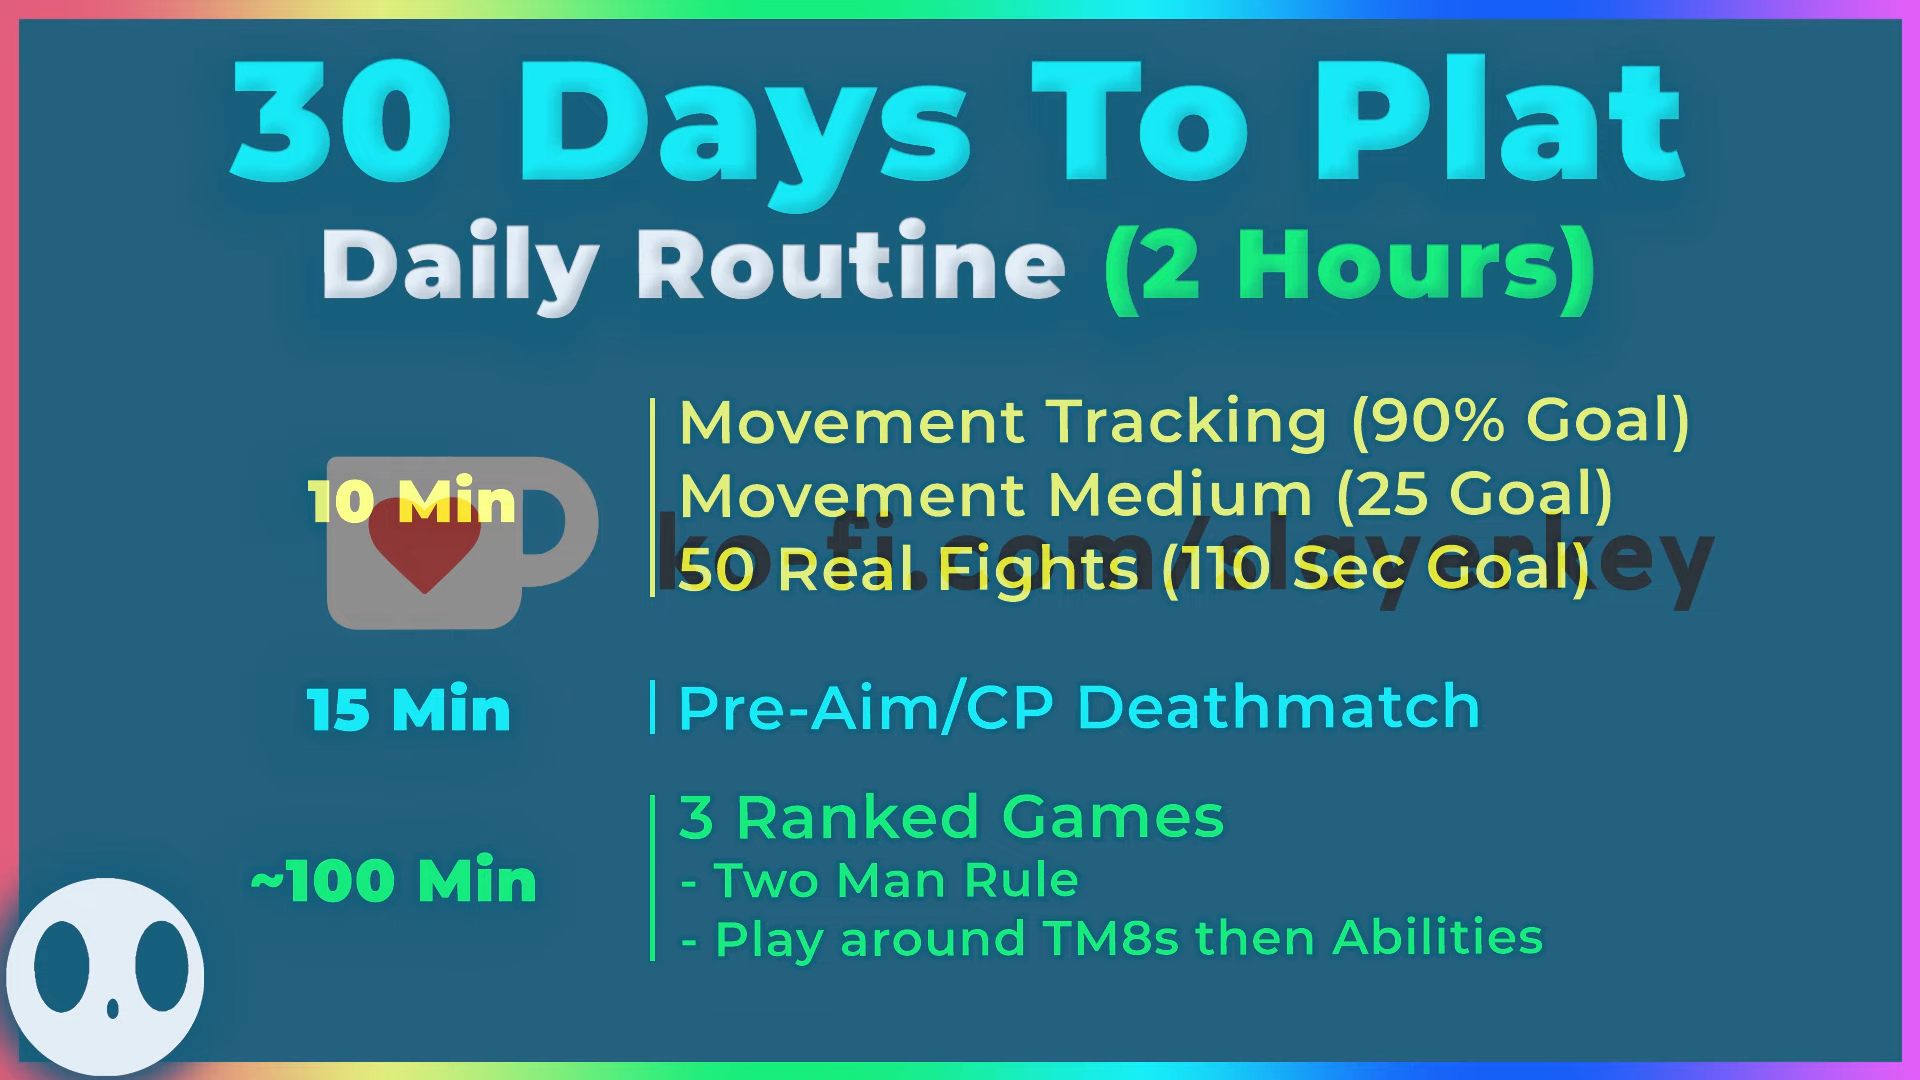 30 Days To Plat
Daily Routine (2 Hours)
10 Min
Movement Tracking (90% Goal)
Movement Medium (25 Goal)
50 Real Fights (110 Sec Goal)
ko-fi.com/slayerkey
15 Min
Pre-Aim/CP Deathmatch
~100 Min
3 Ranked Games
- Two Man Rule
- Play around TM8s then Abilities